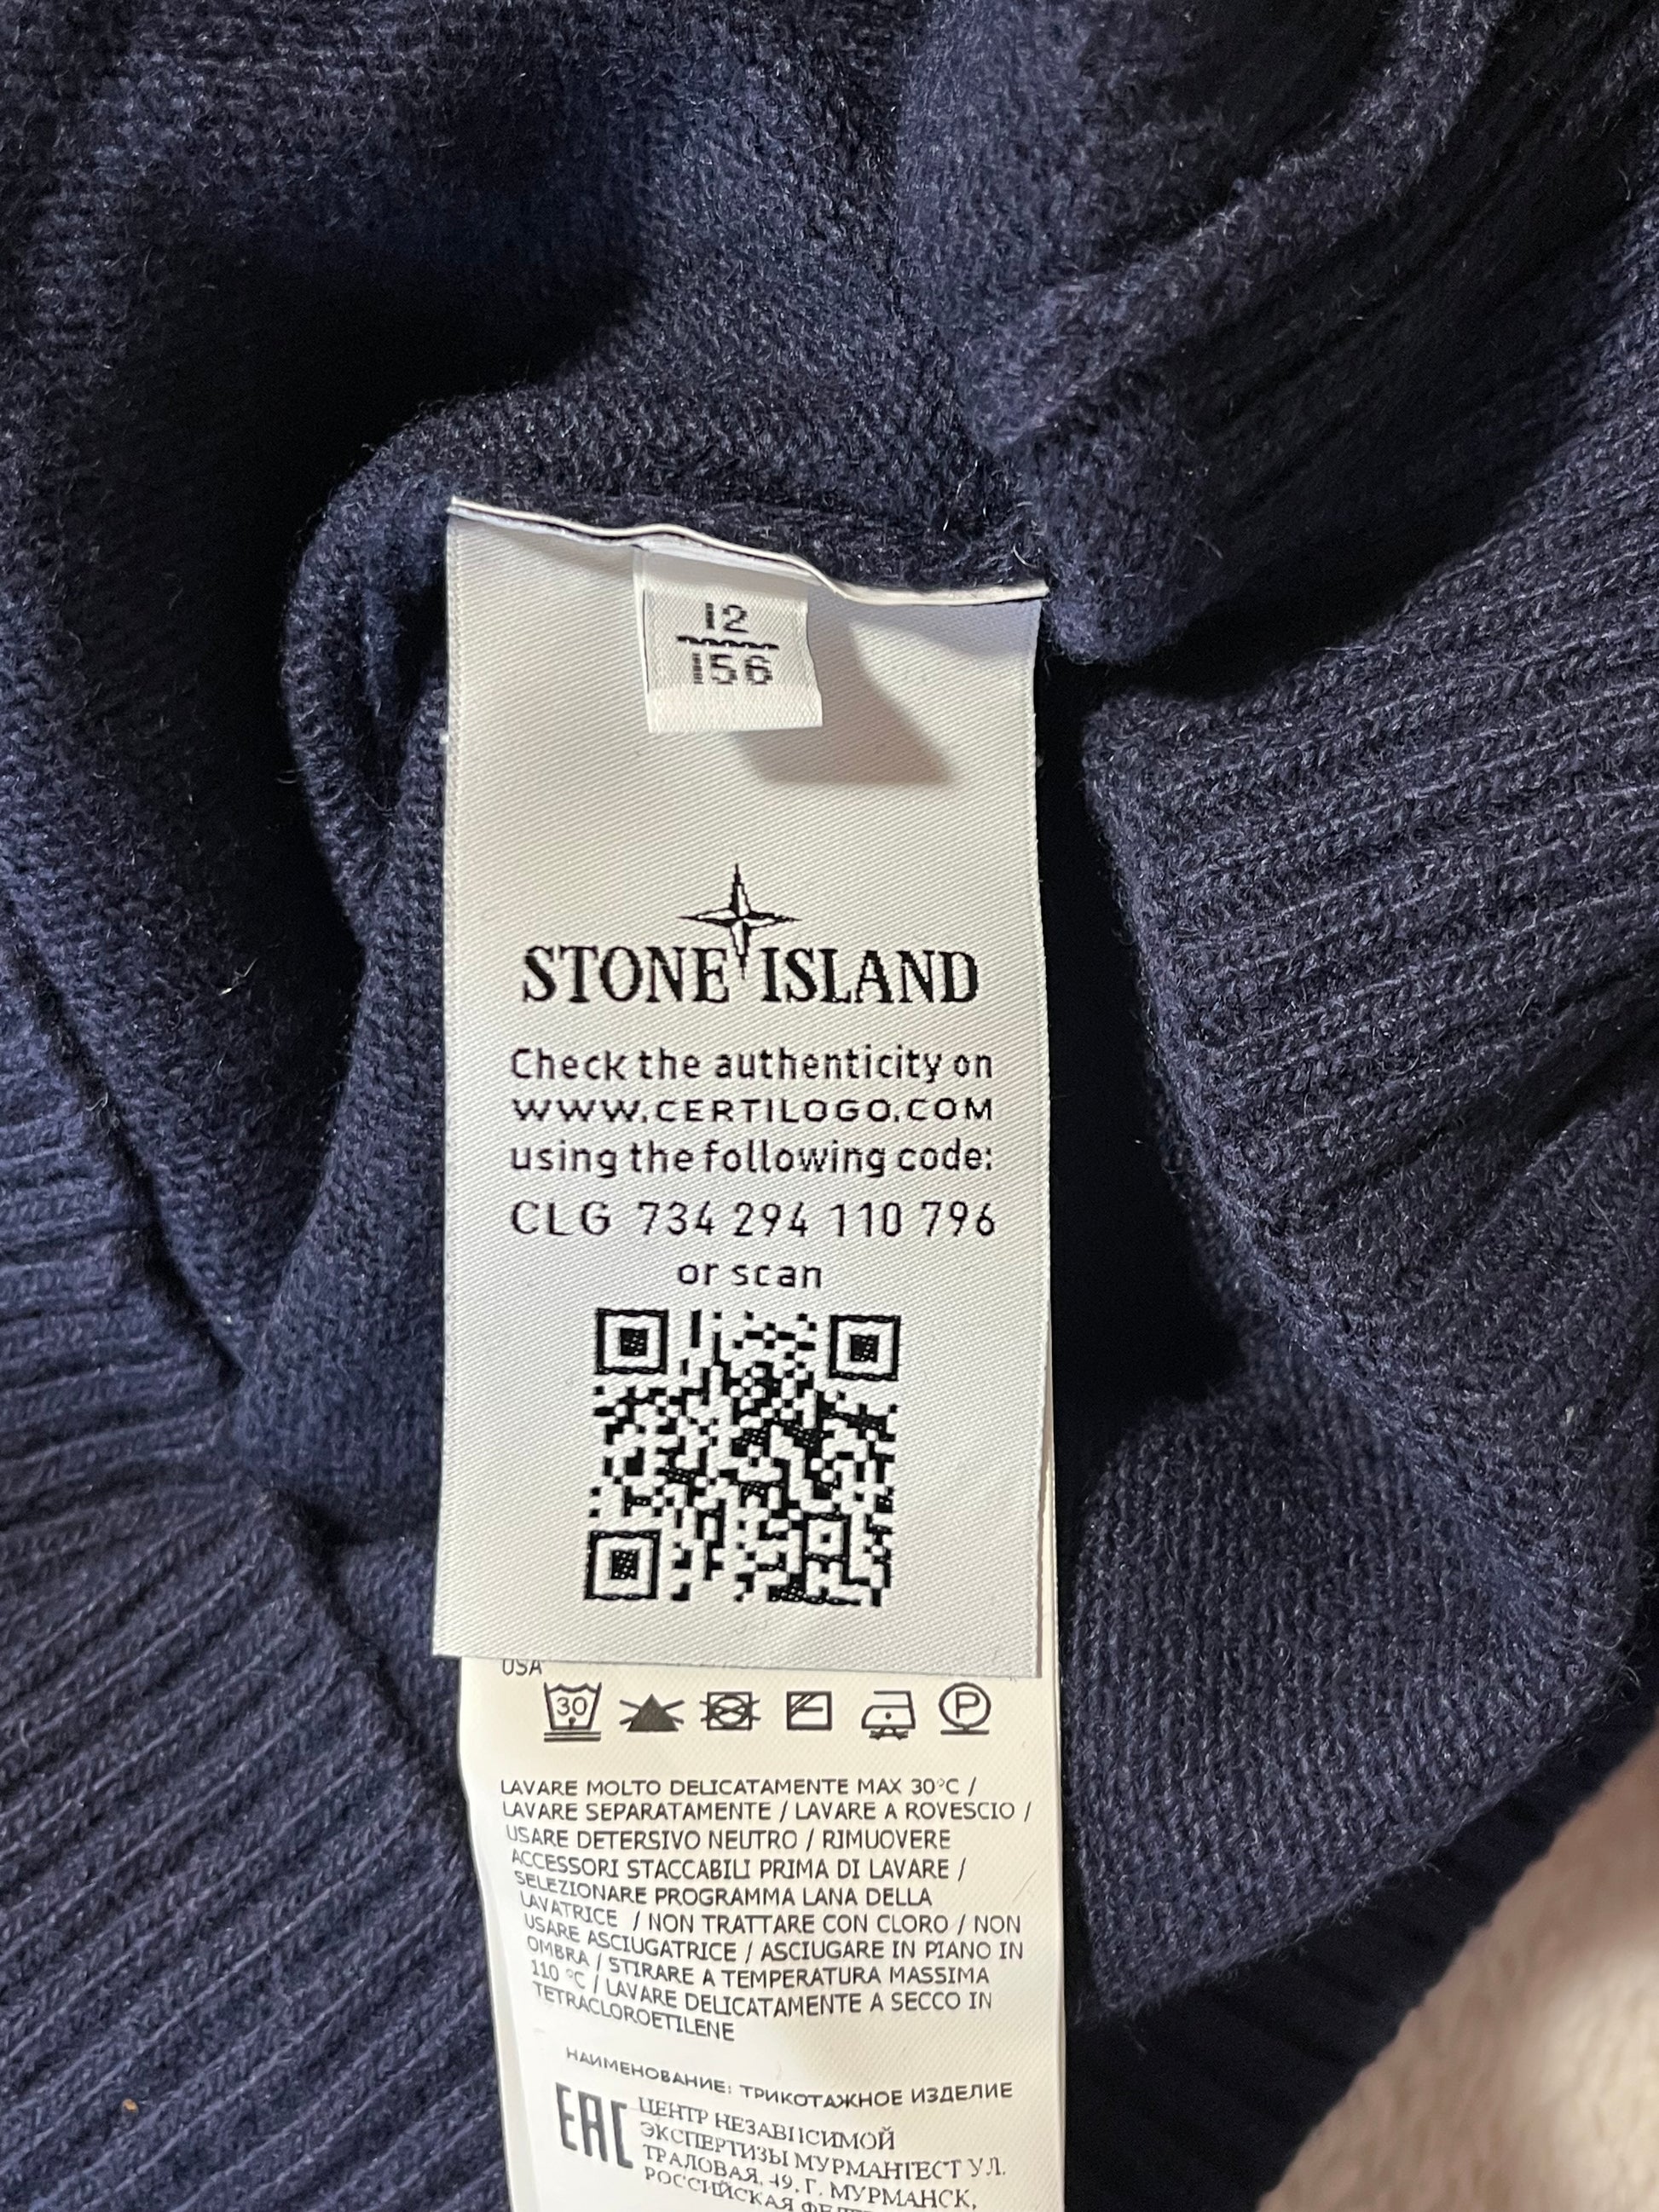 12
156
STONE ISLAND
Check the authenticity on
WWW.CERTILOGO.COM
using the following code:
CLG 734 294 110 796
or scan
USA
30
P
LAVARE MOLTO DELICATAMENTE MAX 30°C /
LAVARE SEPARATAMENTE / LAVARE A ROVESCIO /
USARE DETERSIVO NEUTRO / RIMUOVERE
ACCESSORI STACCABILI PRIMA DI LAVARE /
SELEZIONARE PROGRAMMA LANA DELLA
LAVATRICE / NON TRATTARE CON CLORO / NON
USARE ASCIUGATRICE / ASCIUGARE IN PIANO IN
OMBRA / STIRARE A TEMPERATURA MASSIMA
110 °C / LAVARE DELICATAMENTE A SECCO IN
TETRACLOROETILENE
НАИМЕНОВАНИЕ: ТРИКОТАЖНОЕ ИЗДЕЛИЕ
EAC
ЦЕНТР НЕЗАВИСИМОЙ
ЭКСПЕРТИЗЫ МУРМАНТЕСТ УЛ.
ТРАЛОВАЯ, 49, Г. МУРМАНСК,
РОССИЙСКАЯ